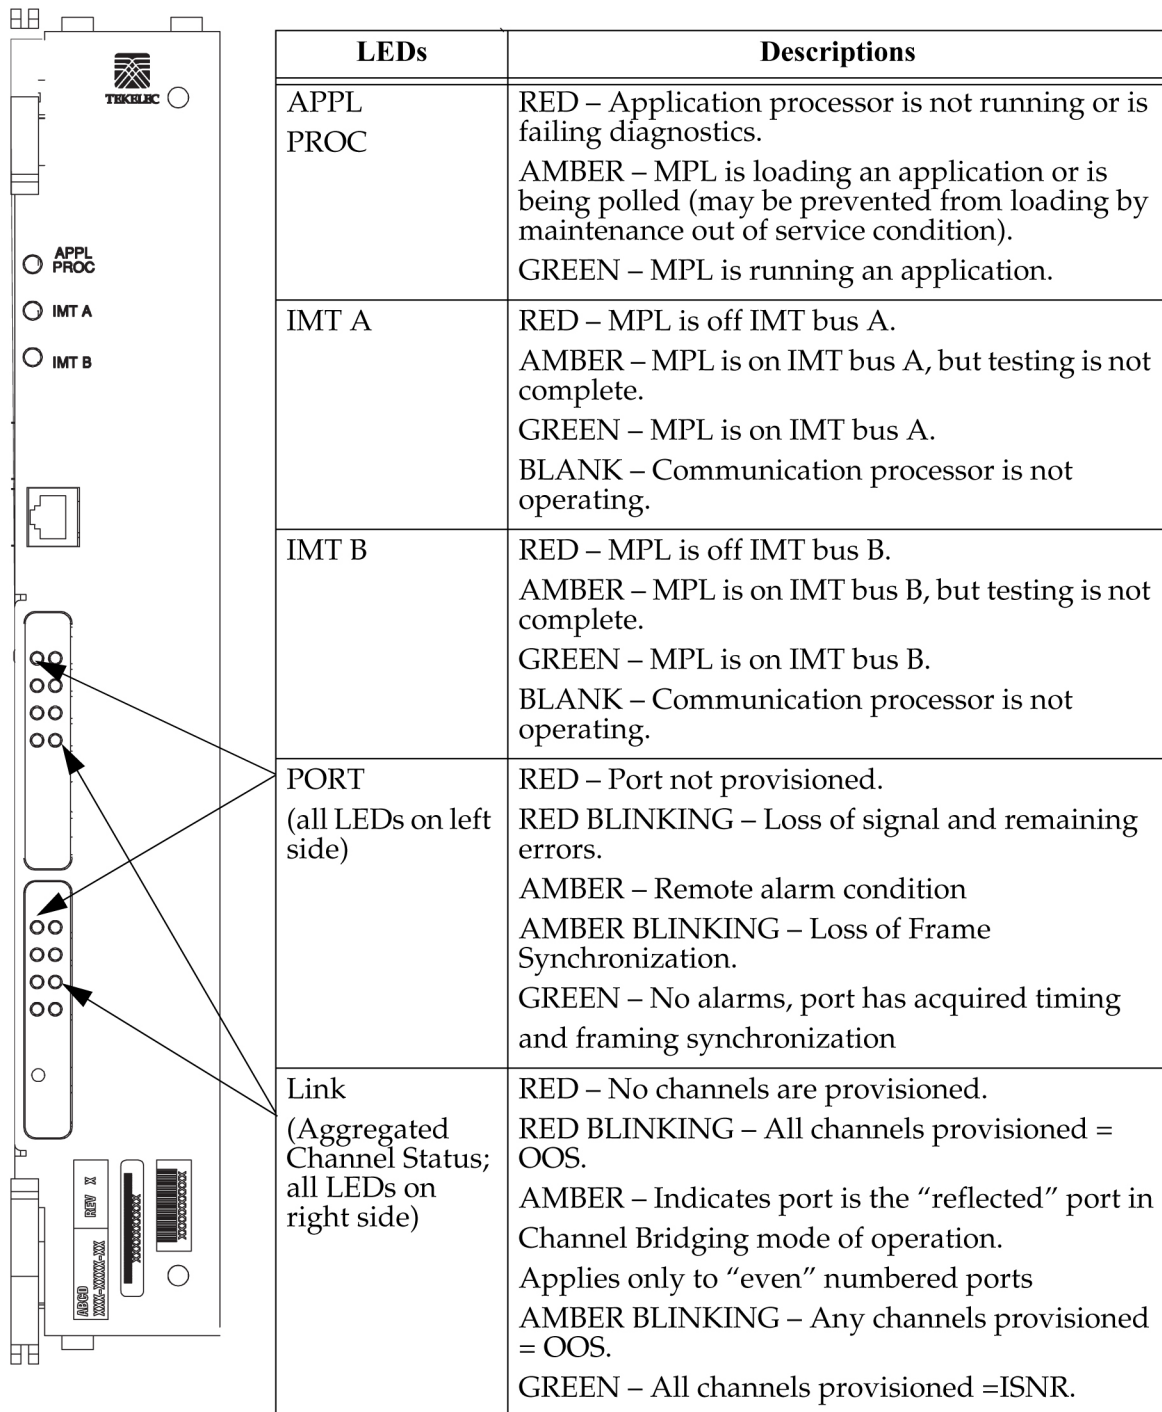 TEKELEC
APPL
PROC
IMT A
IMT B
REV X
ABCD
XXX-XXXX-XX
XXXXXXXXXXX
XXXXXXXXXXX
LEDs
Descriptions
APPL
PROC
RED – Application processor is not running or is
failing diagnostics.
AMBER – MPL is loading an application or is
being polled (may be prevented from loading by
maintenance out of service condition).
GREEN – MPL is running an application.
IMT A
RED – MPL is off IMT bus A.
AMBER – MPL is on IMT bus A, but testing is not
complete.
GREEN – MPL is on IMT bus A.
BLANK – Communication processor is not
operating.
IMT B
RED – MPL is off IMT bus B.
AMBER – MPL is on IMT bus B, but testing is not
complete.
GREEN – MPL is on IMT bus B.
BLANK – Communication processor is not
operating.
PORT
(all LEDs on left
side)
RED – Port not provisioned.
RED BLINKING – Loss of signal and remaining
errors.
AMBER – Remote alarm condition
AMBER BLINKING – Loss of Frame
Synchronization.
GREEN – No alarms, port has acquired timing
and framing synchronization
Link
(Aggregated
Channel Status;
all LEDs on
right side)
RED – No channels are provisioned.
RED BLINKING – All channels provisioned =
OOS.
AMBER – Indicates port is the “reflected” port in
Channel Bridging mode of operation.
Applies only to “even” numbered ports
AMBER BLINKING – Any channels provisioned
= OOS.
GREEN – All channels provisioned =ISNR.